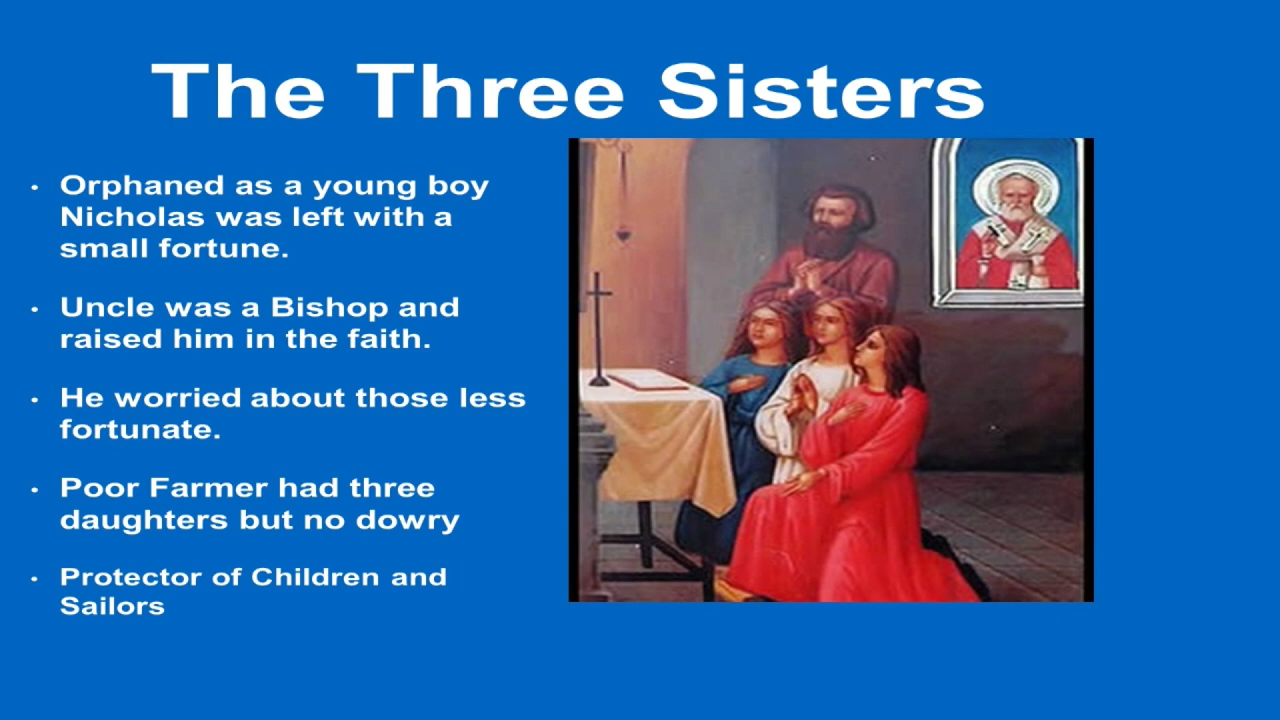 The Three Sisters
• Orphaned as a young boy
Nicholas was left with a
small fortune.
• Uncle was a Bishop and
raised him in the faith.
• He worried about those less
fortunate.
• Poor Farmer had three
daughters but no dowry
• Protector of Children and
Sailors